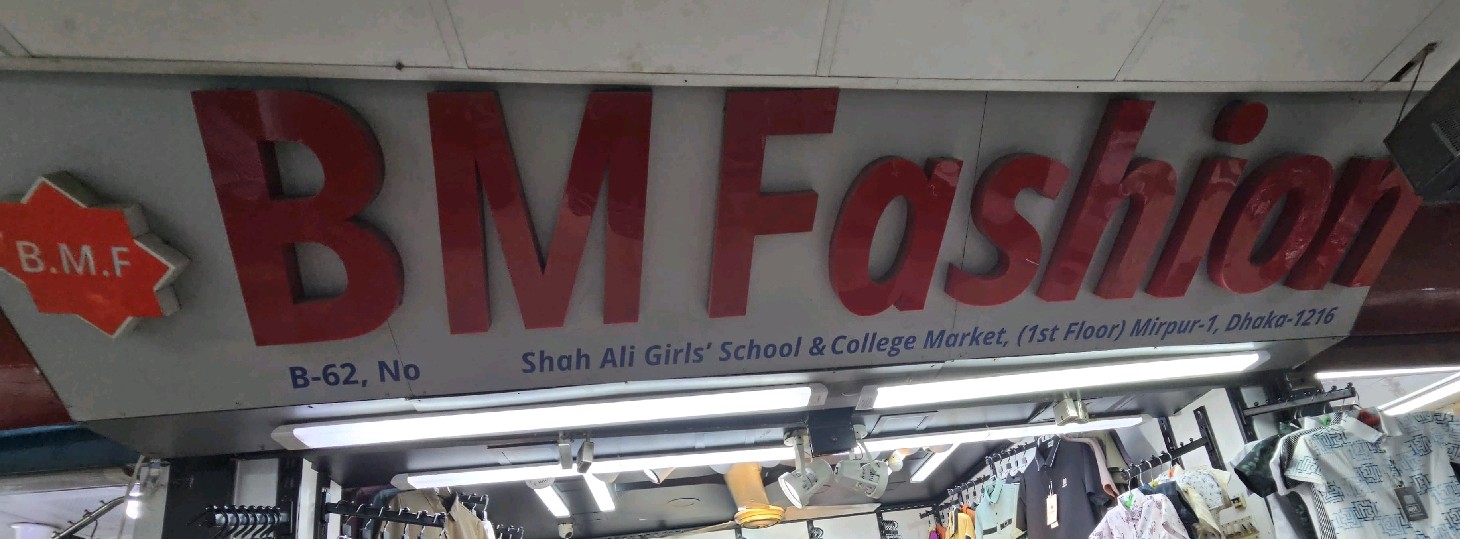 BM Fashion
B.M.F
B-62, No Shah Ali Girls' School & College Market, (1st Floor) Mirpur-1, Dhaka-1216